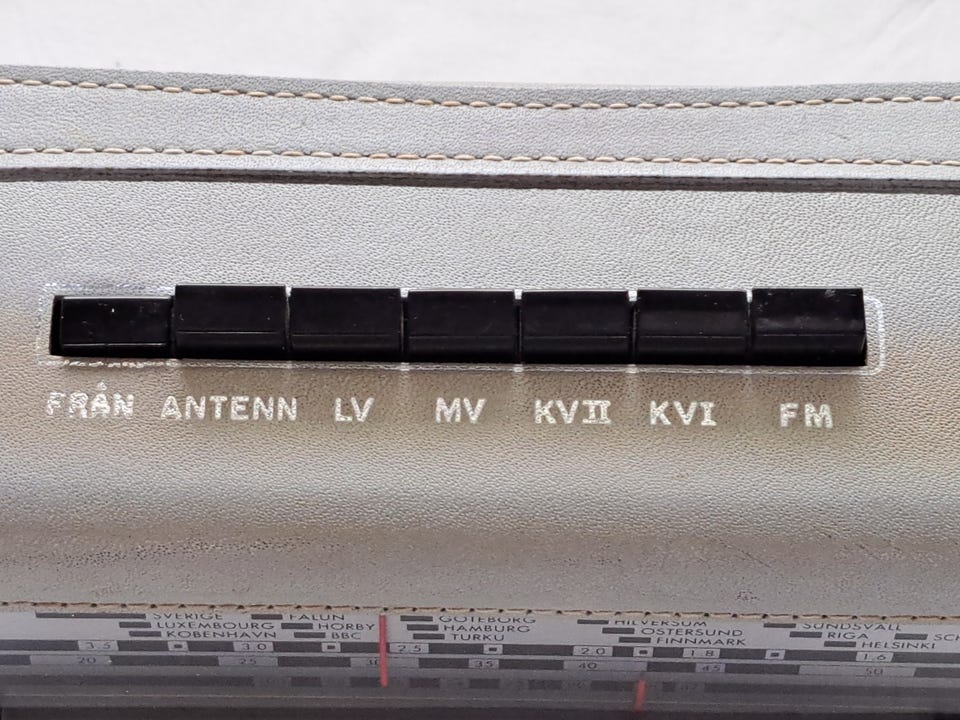 FRÅN ANTENN LV MV KVII KVI FM
SVERIGE FALUN GÖTEBORG HILVERSUM SUNDSVALL
LUXEMBOURG HÖRBY HAMBURG ÖSTERSUND RIGA
KÖBENHAVN BBC TURKU FINNMARK HELSINKI
3.5 3.0 2.5 2.0 1.8 1.6
20 25 30 35 40 45 50